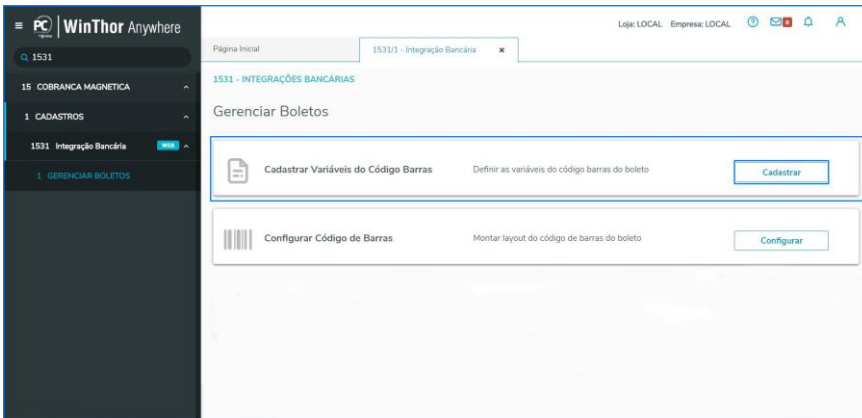 PC WinThor Anywhere
1531
15 COBRANCA MAGNETICA
1 CADASTROS
1531 Integração Bancária WEB
1 GERENCIAR BOLETOS
Loja: LOCAL Empresa: LOCAL
Página Inicial
1531/1 - Integração Bancária
1531 - INTEGRAÇÕES BANCÁRIAS
Gerenciar Boletos
Cadastrar Variáveis do Código Barras
Definir as variáveis do código barras do boleto
Cadastrar
Configurar Código de Barras
Montar layout do código de barras do boleto
Configurar